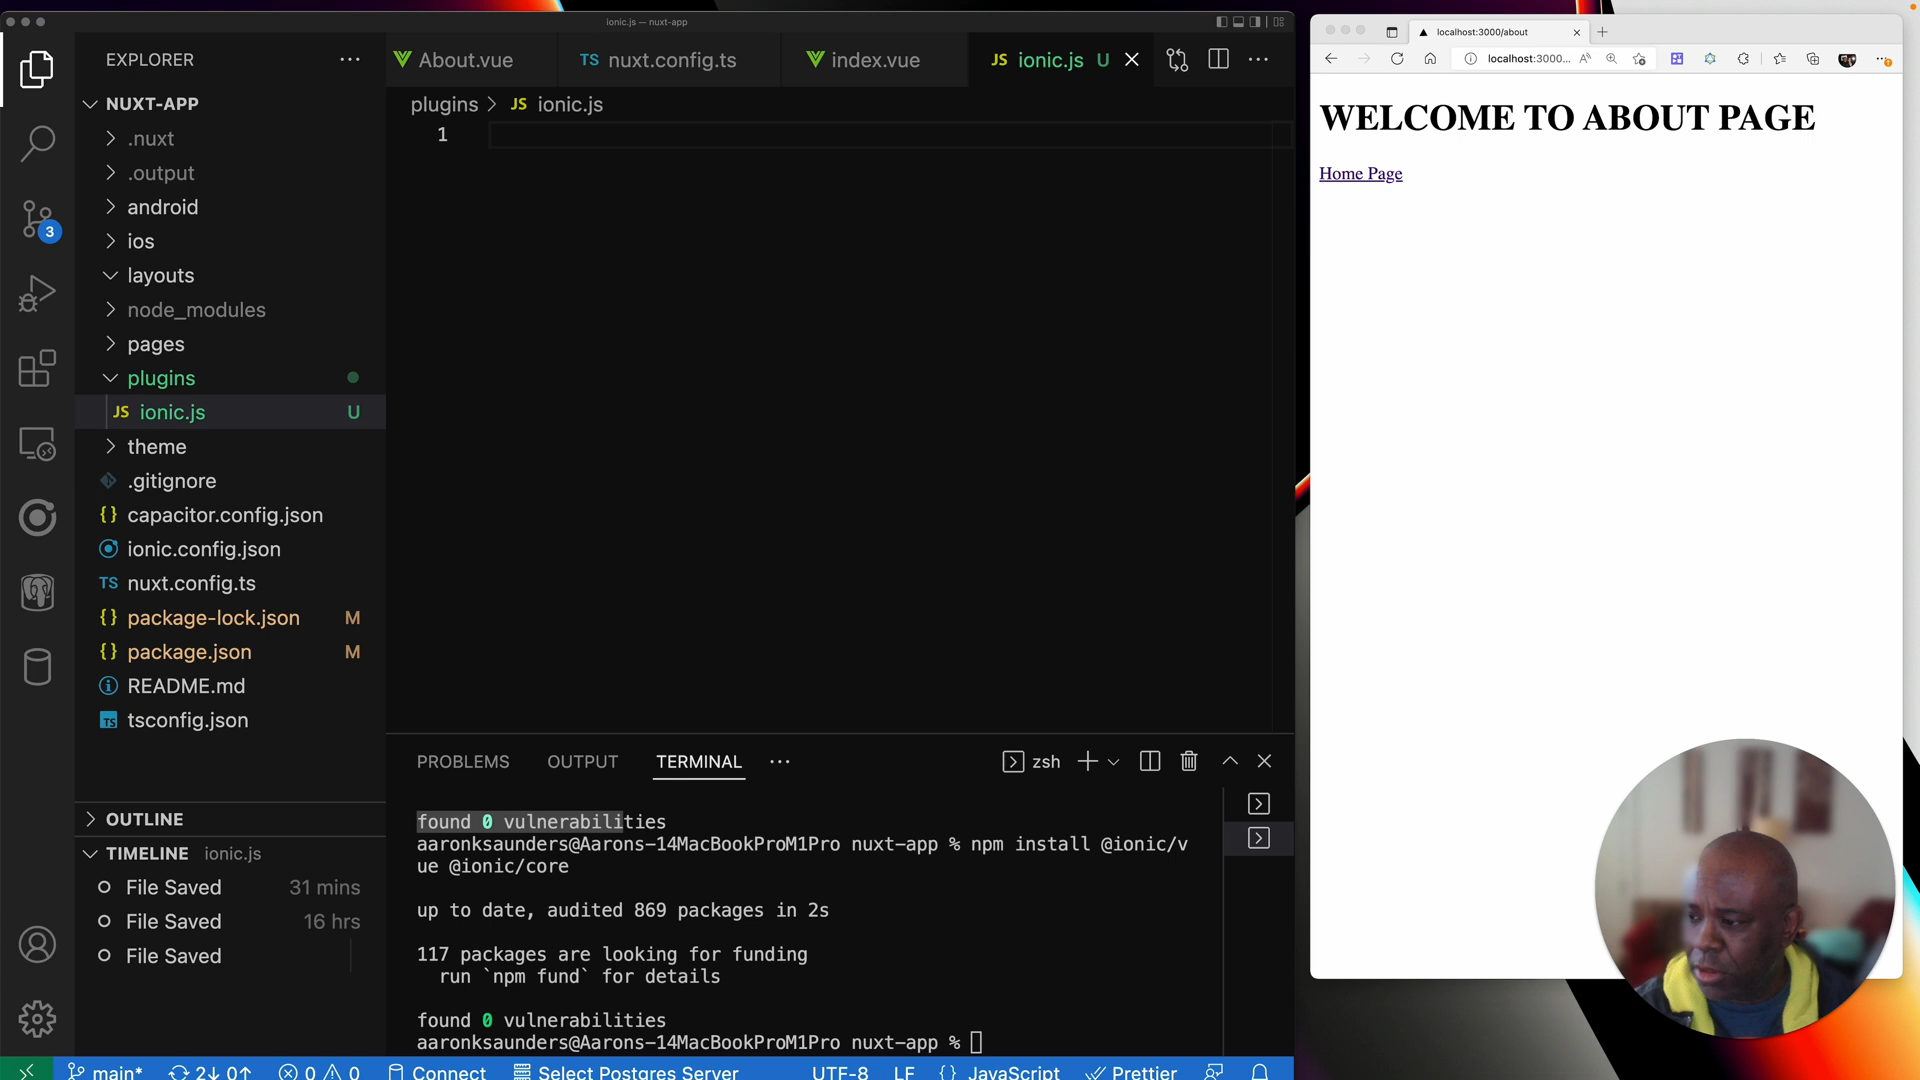 ionic.js — nuxt-app
EXPLORER
NUXT-APP
.nuxt
.output
android
ios
layouts
node_modules
pages
plugins
JS ionic.js U
theme
.gitignore
{} capacitor.config.json
ionic.config.json
TS nuxt.config.ts
{} package-lock.json M
{} package.json M
README.md
TS tsconfig.json
OUTLINE
TIMELINE ionic.js
File Saved 31 mins
File Saved 16 hrs
File Saved
3
About.vue
TS nuxt.config.ts
index.vue
JS ionic.js U
plugins > JS ionic.js
1
PROBLEMS OUTPUT TERMINAL
zsh
found 0 vulnerabilities
aaronksaunders@Aarons-14MacBookProM1Pro nuxt-app % npm install @ionic/v
ue @ionic/core
up to date, audited 869 packages in 2s
117 packages are looking for funding
run `npm fund` for details
found 0 vulnerabilities
aaronksaunders@Aarons-14MacBookProM1Pro nuxt-app %
main* 2↓ 0↑ 0 0 Connect Select Postgres Server UTF-8 LF {} JavaScript Prettier
localhost:3000/about
localhost:3000...
WELCOME TO ABOUT PAGE
Home Page